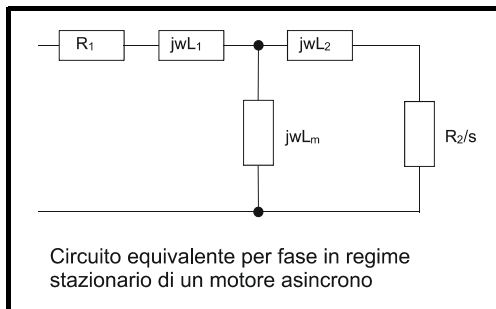 R1
jwL1
jwL2
jwLm
R2/s
Circuito equivalente per fase in regime
stazionario di un motore asincrono